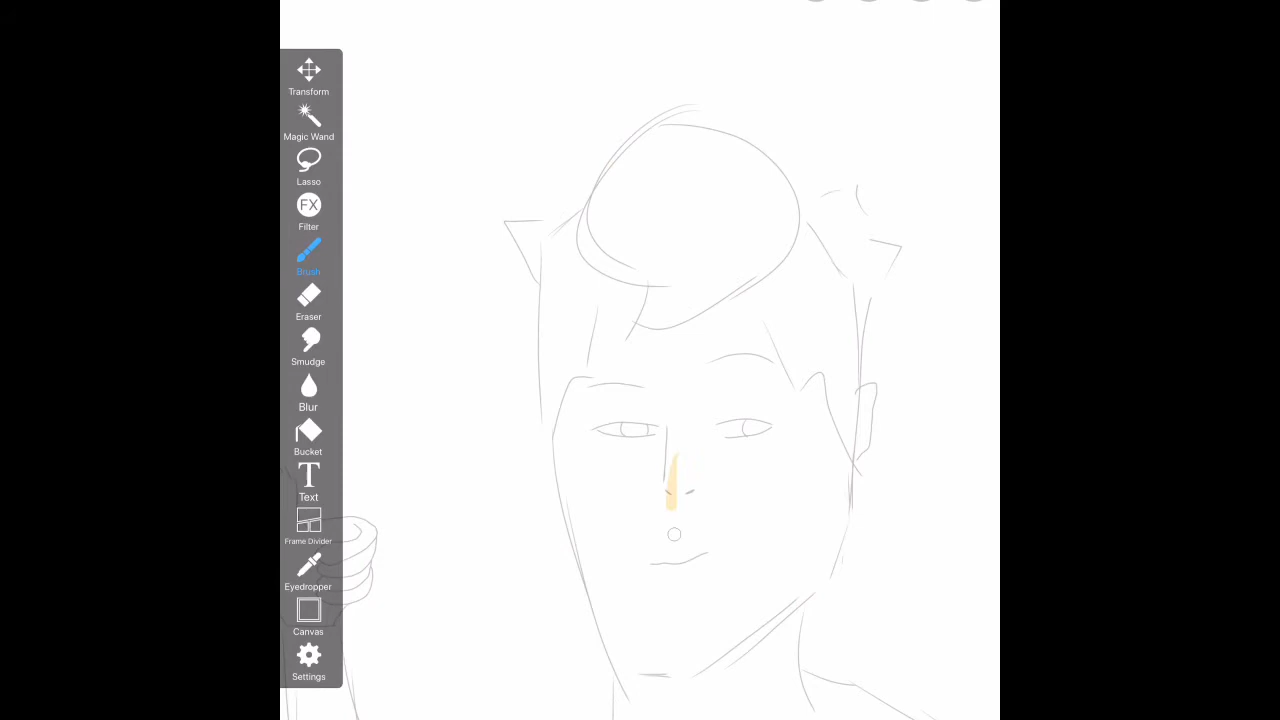 Transform
Magic Wand
Lasso
FX
Filter
Brush
Eraser
Smudge
Blur
Bucket
T
Text
Frame Divider
Eyedropper
Canvas
Settings